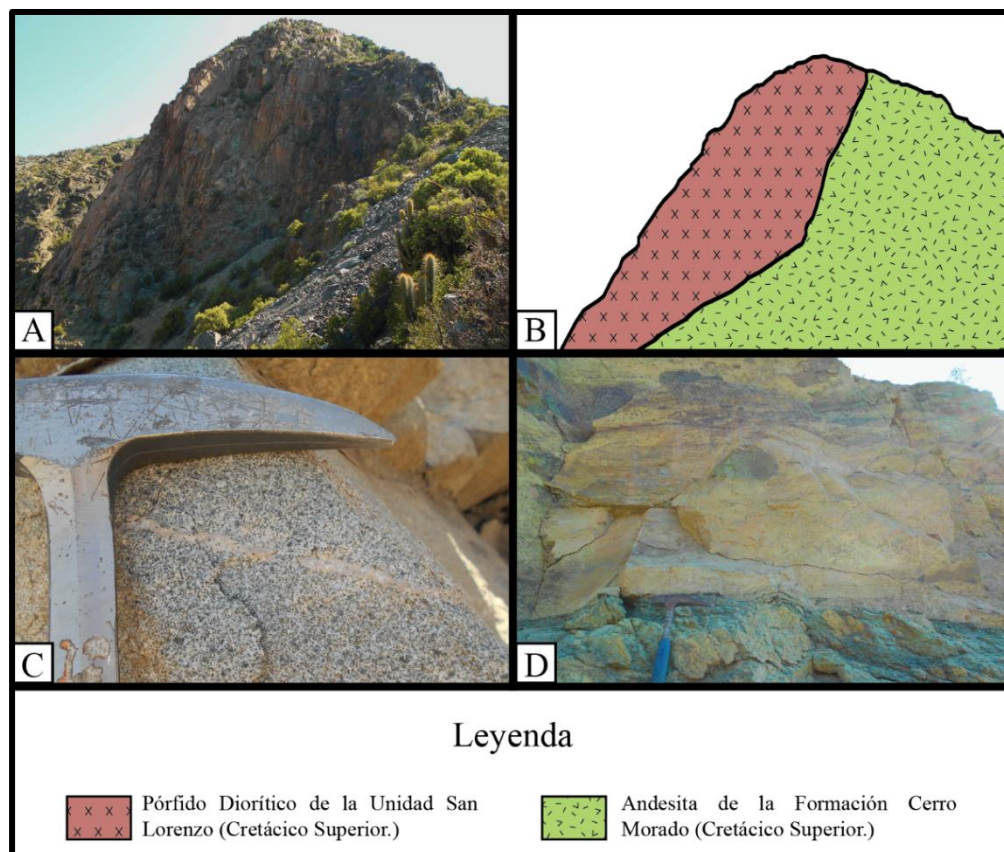 A
B
C
D
Leyenda
Pórfido Diorítico de la Unidad San
Lorenzo (Cretácico Superior.)
Andesita de la Formación Cerro
Morado (Cretácico Superior.)